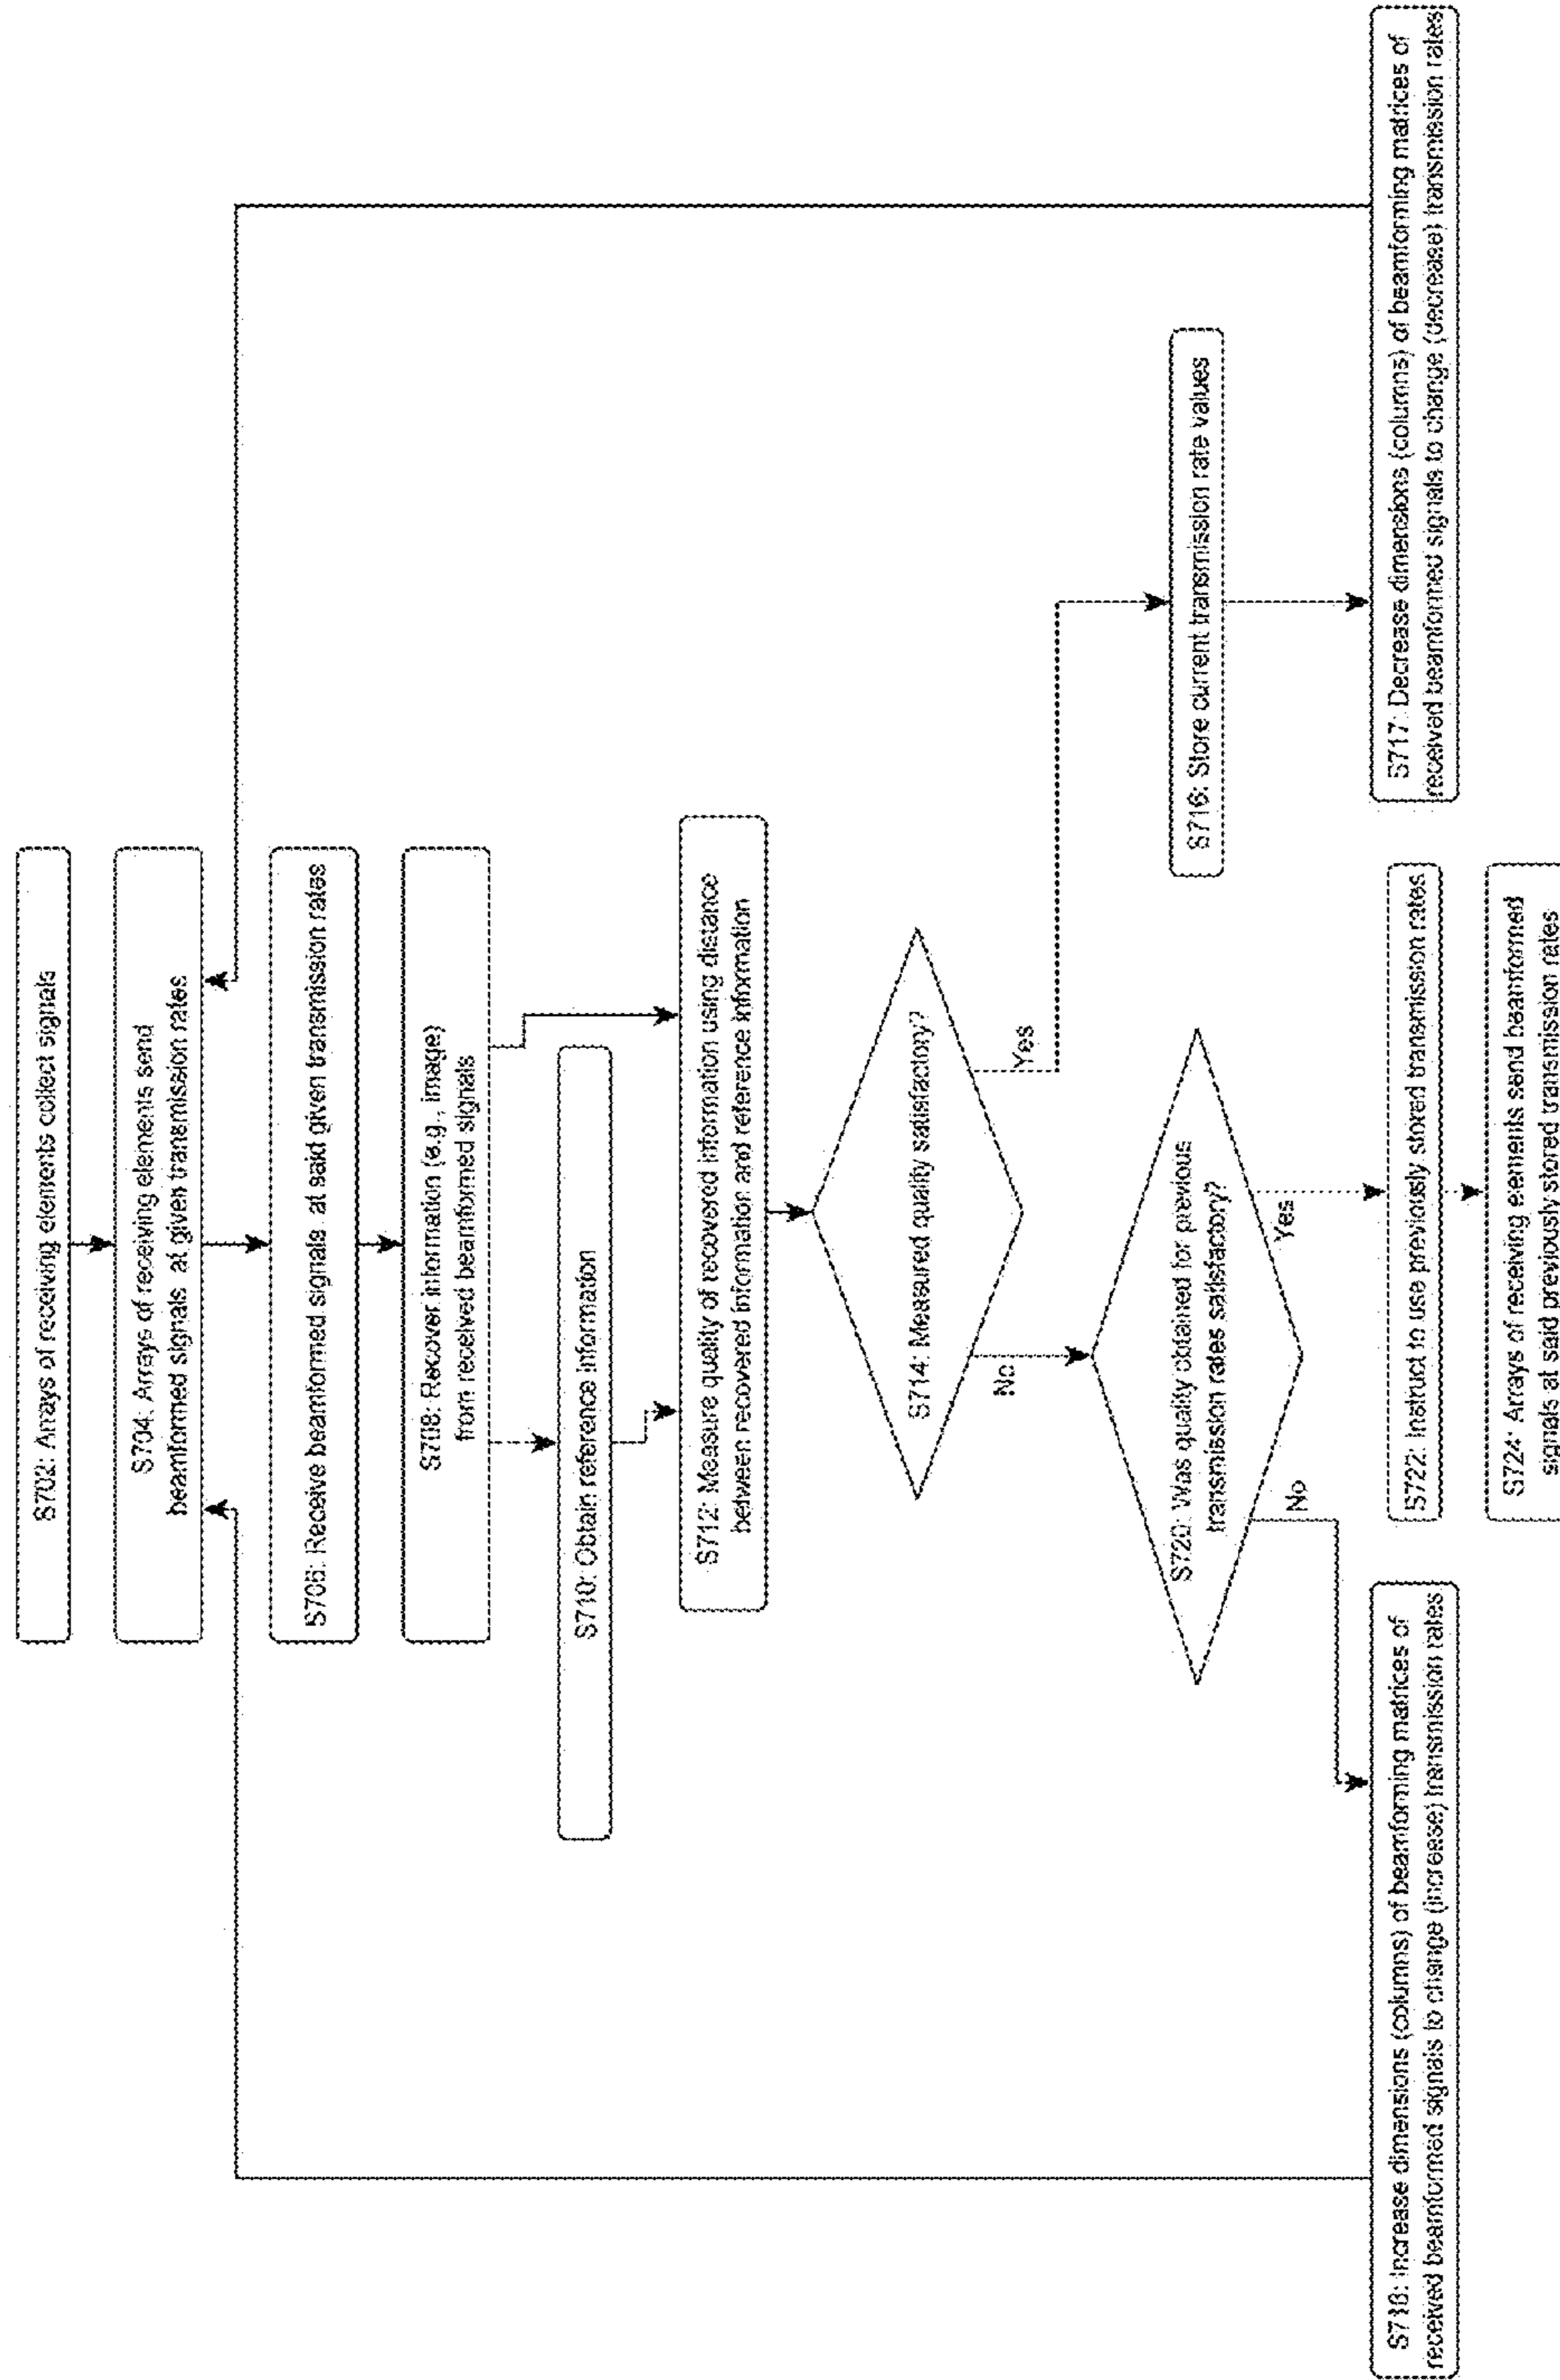 S702: Arrays of receiving elements collect signals
S704: Arrays of receiving elements send
beamformed signals at given transmission rates
S706: Receive beamformed signals at said given transmission rates
S708: Recover information (e.g., image)
from received beamformed signals
S710: Obtain reference information
S712: Measure quality of recovered information using distance
between recovered information and reference information
S714: Measured quality satisfactory?
No
Yes
S720: Was quality obtained for previous
transmission rates satisfactory?
No
Yes
S716: Store current transmission rate values
S718: Increase dimensions (columns) of beamforming matrices of
received beamformed signals to change (increase) transmission rates
S722: Instruct to use previously stored transmission rates
S717: Decrease dimensions (columns) of beamforming matrices of
received beamformed signals to change (decrease) transmission rates
S724: Arrays of receiving elements send beamformed
signals at said previously stored transmission rates